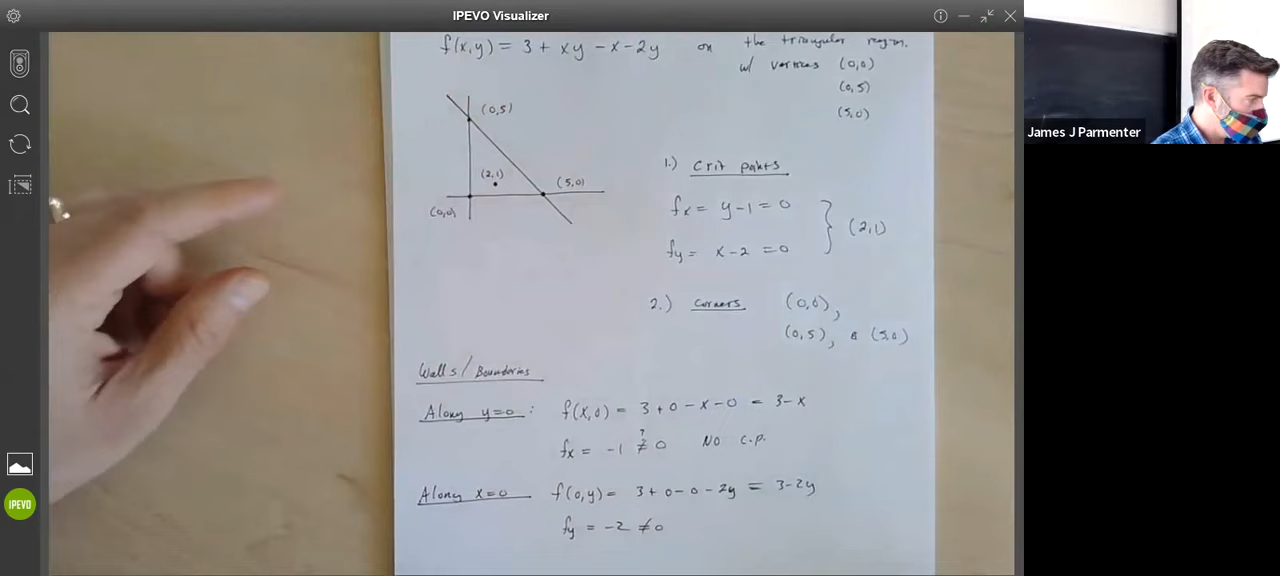 IPEVO Visualizer
f(x,y) = 3 + xy - x - 2y on the triangular region.
w/ vertices (0,0)
(0,5)
(5,0)
(0,5)
(2,1)
(5,0)
(0,0)
1.) Crit points
fx = y-1 = 0
fy = x-2 = 0
} (2,1)
2.) Corners (0,0),
(0,5), & (5,0)
Walls/Boundaries
Along y=0: f(x,0) = 3+0-x-0 = 3-x
fx = -1 ≠ 0 No c.p.
?
Along x=0 f(0,y) = 3+0-0-2y = 3-2y
fy = -2 ≠ 0
James J Parmenter
IPEVO